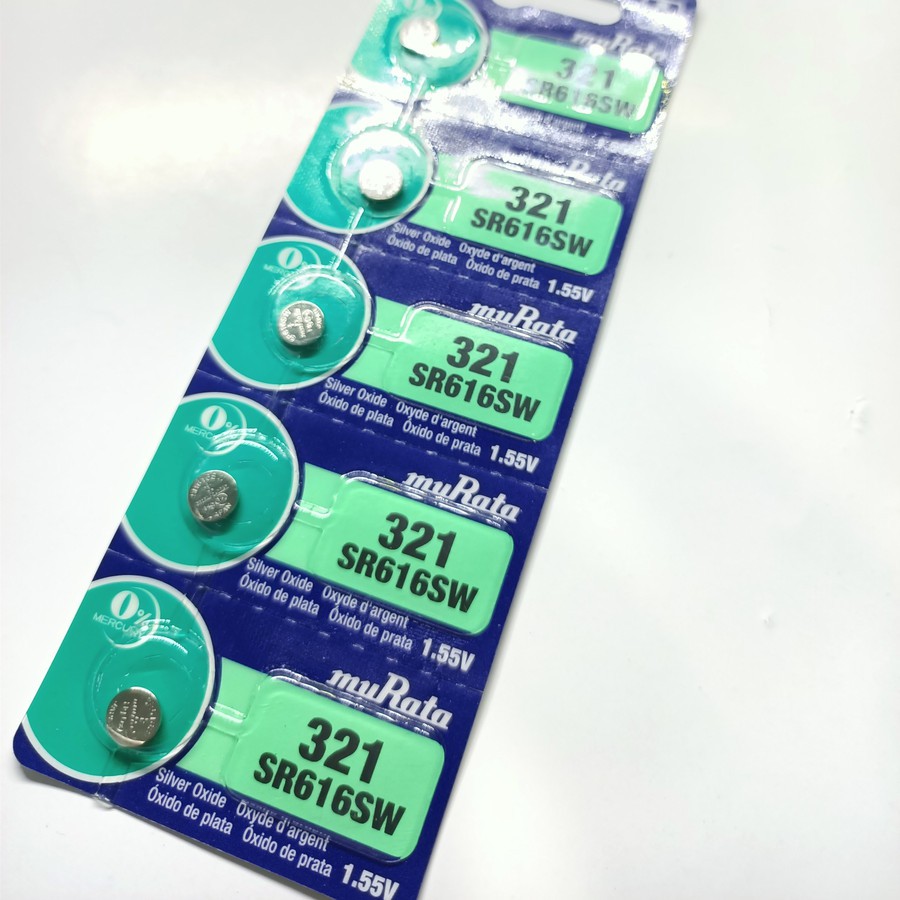 muRata
321
SR616SW
muRata
321
SR616SW
Silver Oxide Oxyde d'argent
Óxido de plata Óxido de prata 1.55V
0%
MERCURY
muRata
321
SR616SW
Silver Oxide Oxyde d'argent
Óxido de plata Óxido de prata 1.55V
0%
MERCURY
muRata
321
SR616SW
Silver Oxide Oxyde d'argent
Óxido de plata Óxido de prata 1.55V
0%
MERCURY
muRata
321
SR616SW
Silver Oxide Oxyde d'argent
Óxido de plata Óxido de prata 1.55V